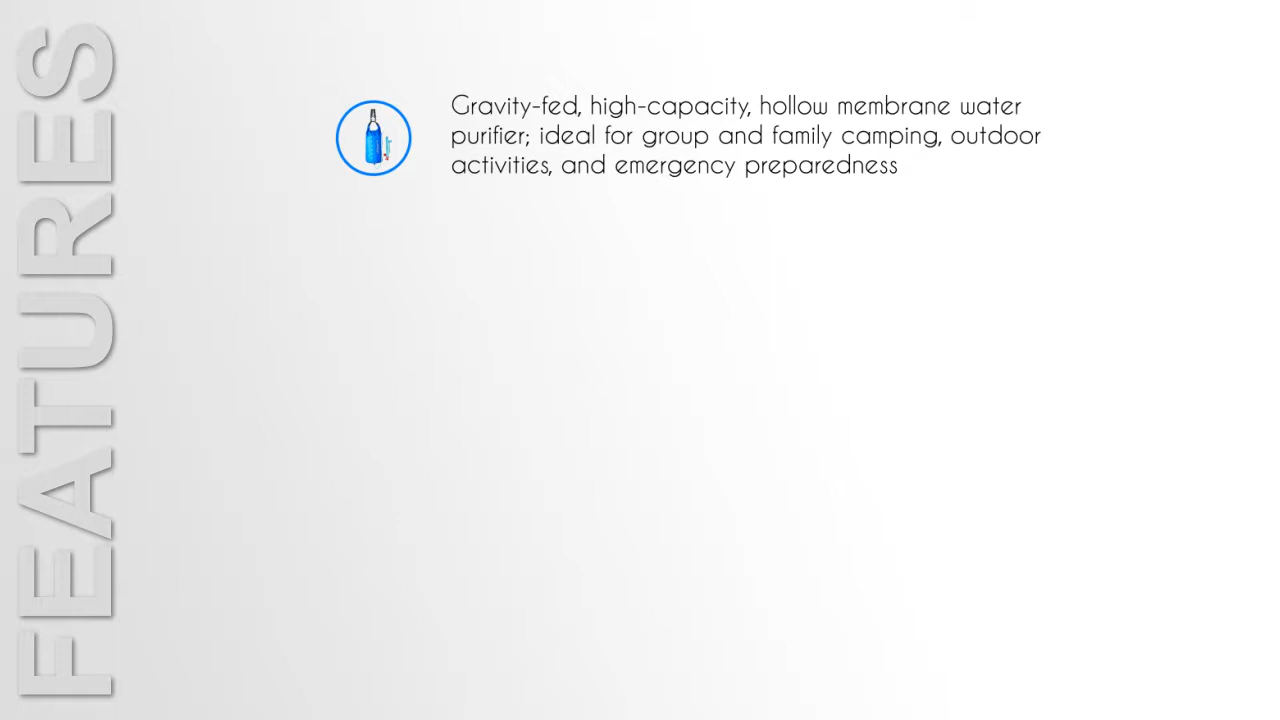 FEATURES
Gravity-fed, high-capacity, hollow membrane water
purifier; ideal for group and family camping, outdoor
activities, and emergency preparedness